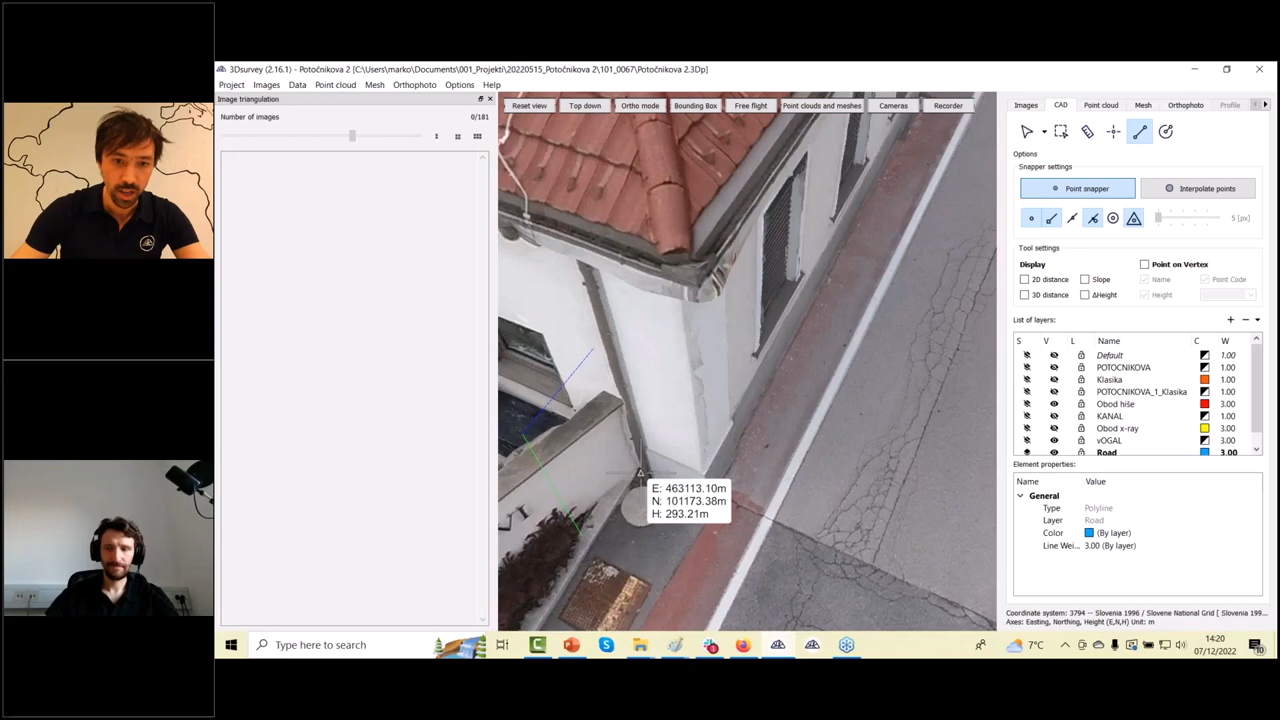 3Dsurvey (2.16.1) - Potočnikova 2 [C:\Users\marko\Documents\001_Projekti\20220515_Potočnikova 2\101_0067\Potočnikova 2.3Dp]
Project Images Data Point cloud Mesh Orthophoto Options Help
Image triangulation
Number of images 0/181
Reset view Top down Ortho mode Bounding Box Free flight Point clouds and meshes Cameras Recorder
E: 463113.10m
N: 101173.38m
H: 293.21m
Images CAD Point cloud Mesh Orthophoto Profile
Options
Snapper settings
Point snapper Interpolate points
5 [px]
Tool settings
Display Point on Vertex
2D distance Slope Name Point Code
3D distance ΔHeight Height
List of layers:
S V L Name C W
Default 1.00
POTOCNIKOVA 1.00
Klasika 1.00
POTOCNIKOVA_1_Klasika 1.00
Obod hiše 3.00
KANAL 1.00
Obod x-ray 3.00
vOGAL 3.00
Road 3.00
Element properties:
Name Value
General
Type Polyline
Layer Road
Color (By layer)
Line Wei... 3.00 (By layer)
Coordinate system: 3794 -- Slovenia 1996 / Slovene National Grid [ Slovenia 199...
Axes: Easting, Northing, Height (E,N,H) Unit: m
Type here to search
7°C
14:20
07/12/2022
10